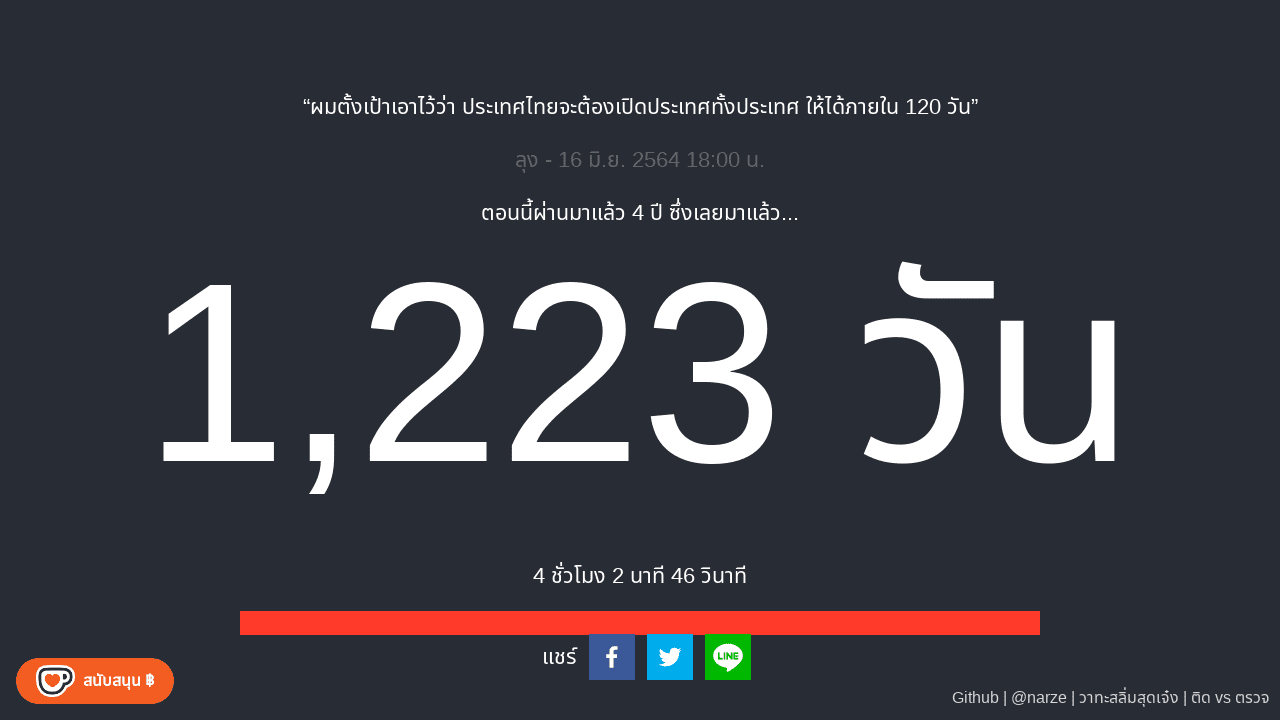 “ผมตั้งเป้าเอาไว้ว่า ประเทศไทยจะต้องเปิดประเทศทั้งประเทศ ให้ได้ภายใน 120 วัน”
ลุง - 16 มิ.ย. 2564 18:00 น.
ตอนนี้ผ่านมาแล้ว 4 ปี ซึ่งเลยมาแล้ว...
1,223 วัน
4 ชั่วโมง 2 นาที 46 วินาที
แชร์
LINE
สนับสนุน ฿
Github | @narze | วาทะสลิ่มสุดเจ๋ง | ติด vs ตรวจ